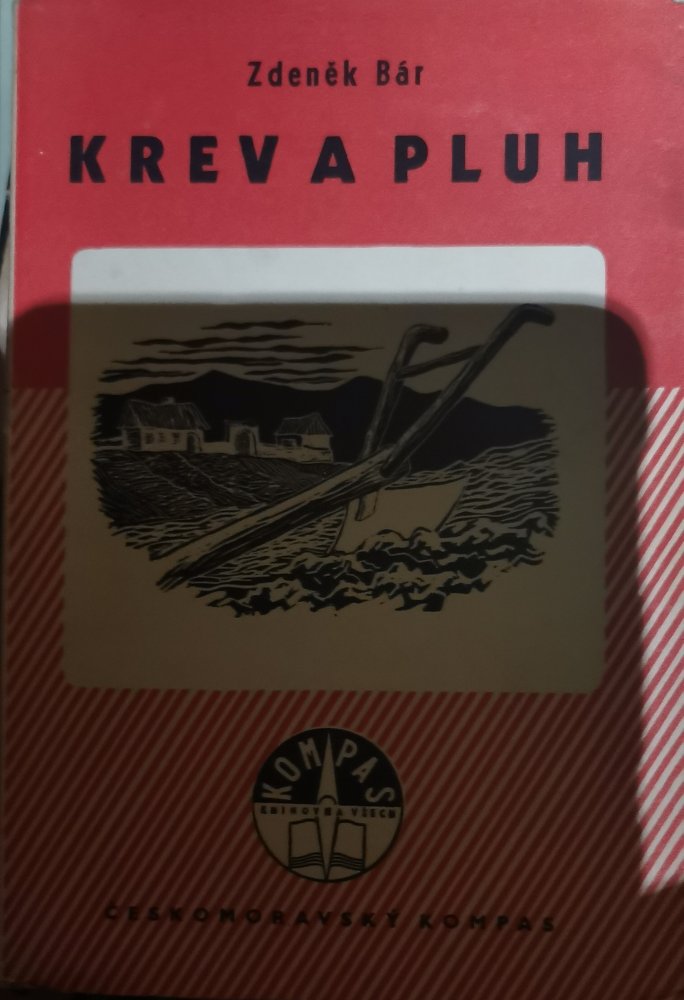 Zdeněk Bár
KREV A PLUH
KOMPAS
KNIHOVNA VŠECH
ČESKOMORAVSKÝ KOMPAS